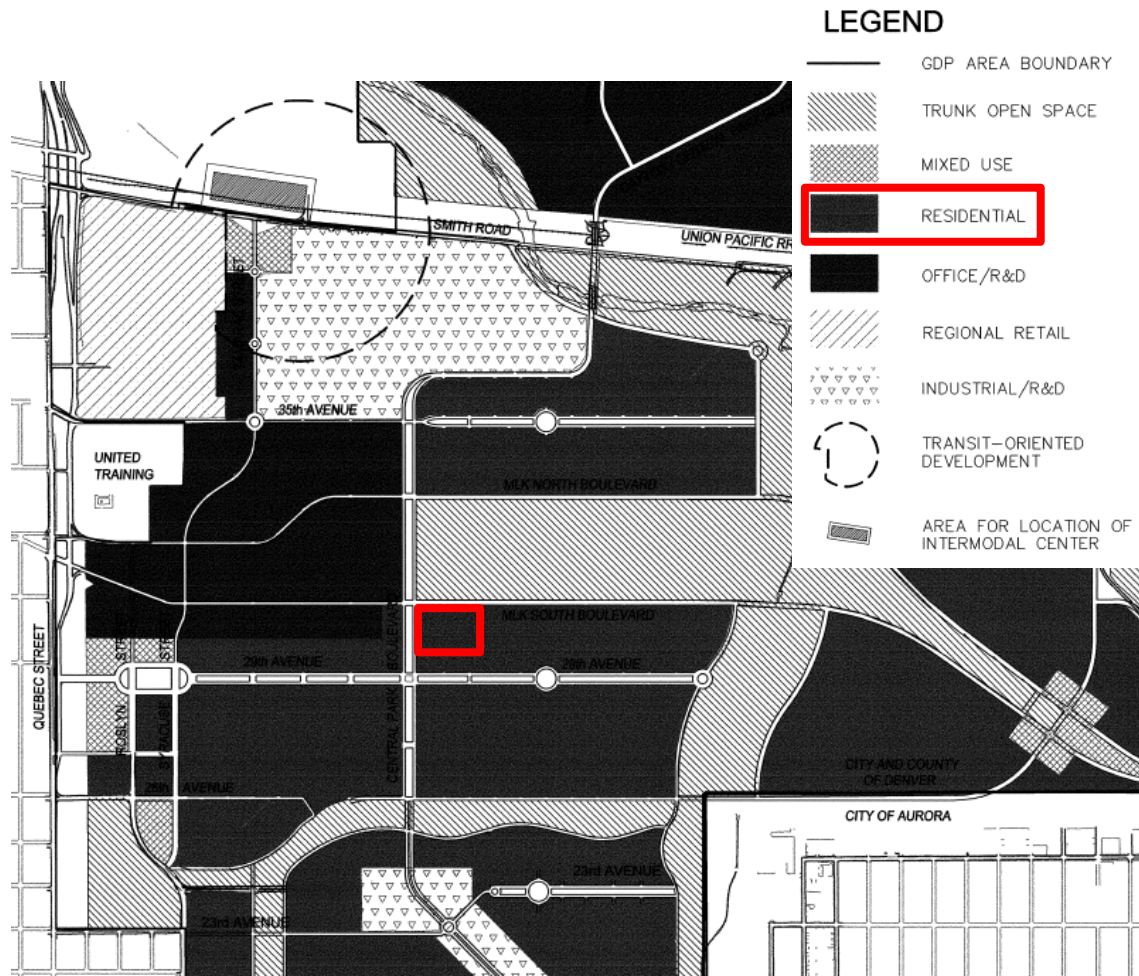 LEGEND
GDP AREA BOUNDARY
TRUNK OPEN SPACE
MIXED USE
RESIDENTIAL
OFFICE/R&D
REGIONAL RETAIL
INDUSTRIAL/R&D
TRANSIT-ORIENTED
DEVELOPMENT
AREA FOR LOCATION OF
INTERMODAL CENTER
SMITH ROAD
UNION PACIFIC RR
35th AVENUE
UNITED
TRAINING
MLK NORTH BOULEVARD
MLK SOUTH BOULEVARD
QUEBEC STREET
ROSLYN STREET
SYRACUSE
CENTRAL PARK BOULEVARD
29th AVENUE
29th AVENUE
26th AVENUE
CITY AND COUNTY
OF DENVER
CITY OF AURORA
23rd AVENUE
23rd AVENUE